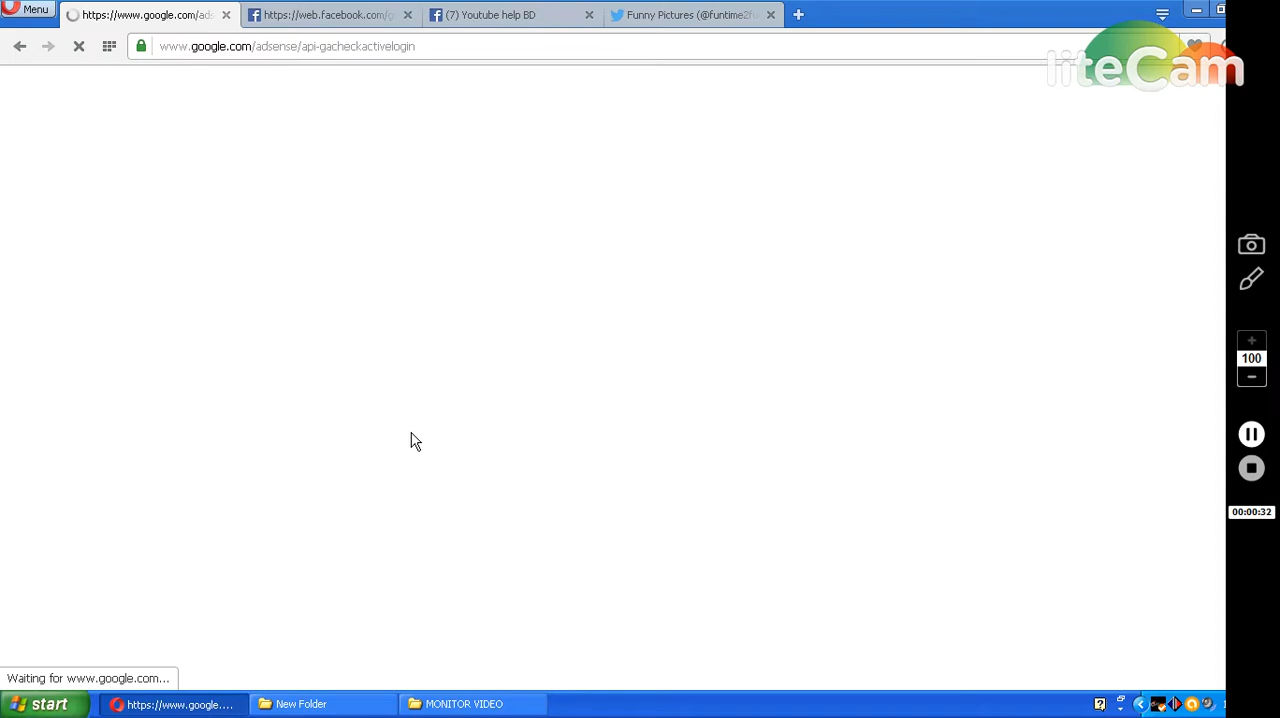 Menu
https://www.google.com/ads
https://web.facebook.com/g
(7) Youtube help BD
Funny Pictures (@funtime2fu
www.google.com/adsense/api-gacheckactivelogin
liteCam
100
00:00:32
Waiting for www.google.com...
start
https://www.google....
New Folder
MONITOR VIDEO